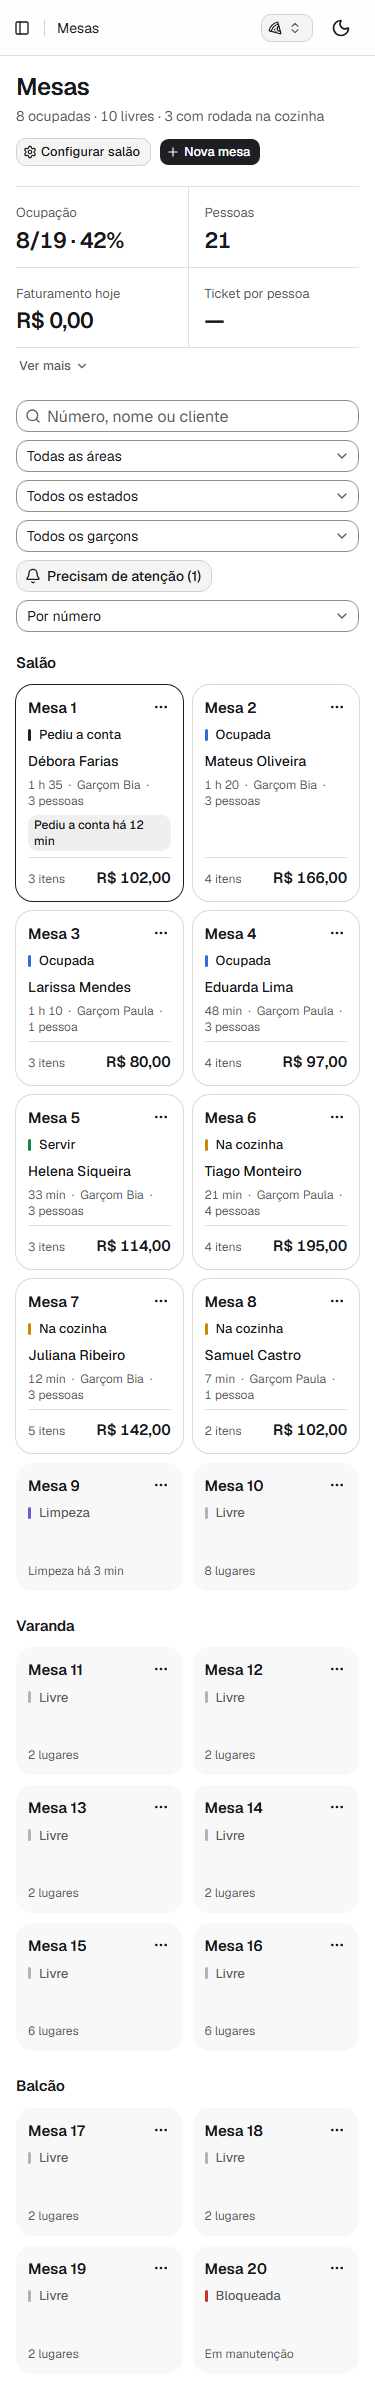 Mesas
Mesas
8 ocupadas · 10 livres · 3 com rodada na cozinha
Configurar salão
Nova mesa
Ocupação
8/19 · 42%
Pessoas
21
Faturamento hoje
R$ 0,00
Ticket por pessoa
—
Ver mais
Número, nome ou cliente
Todas as áreas
Todos os estados
Todos os garçons
Precisam de atenção (1)
Por número
Salão
Mesa 1
Pediu a conta
Débora Farias
1 h 35 · Garçom Bia ·
3 pessoas
Pediu a conta há 12
min
3 itens R$ 102,00
Mesa 2
Ocupada
Mateus Oliveira
1 h 20 · Garçom Bia ·
3 pessoas
4 itens R$ 166,00
Mesa 3
Ocupada
Larissa Mendes
1 h 10 · Garçom Paula ·
1 pessoa
3 itens R$ 80,00
Mesa 4
Ocupada
Eduarda Lima
48 min · Garçom Paula ·
3 pessoas
4 itens R$ 97,00
Mesa 5
Servir
Helena Siqueira
33 min · Garçom Bia ·
3 pessoas
3 itens R$ 114,00
Mesa 6
Na cozinha
Tiago Monteiro
21 min · Garçom Paula ·
4 pessoas
4 itens R$ 195,00
Mesa 7
Na cozinha
Juliana Ribeiro
12 min · Garçom Bia ·
3 pessoas
5 itens R$ 142,00
Mesa 8
Na cozinha
Samuel Castro
7 min · Garçom Paula ·
1 pessoa
2 itens R$ 102,00
Mesa 9
Limpeza
Limpeza há 3 min
Mesa 10
Livre
8 lugares
Varanda
Mesa 11
Livre
2 lugares
Mesa 12
Livre
2 lugares
Mesa 13
Livre
2 lugares
Mesa 14
Livre
2 lugares
Mesa 15
Livre
6 lugares
Mesa 16
Livre
6 lugares
Balcão
Mesa 17
Livre
2 lugares
Mesa 18
Livre
2 lugares
Mesa 19
Livre
2 lugares
Mesa 20
Bloqueada
Em manutenção